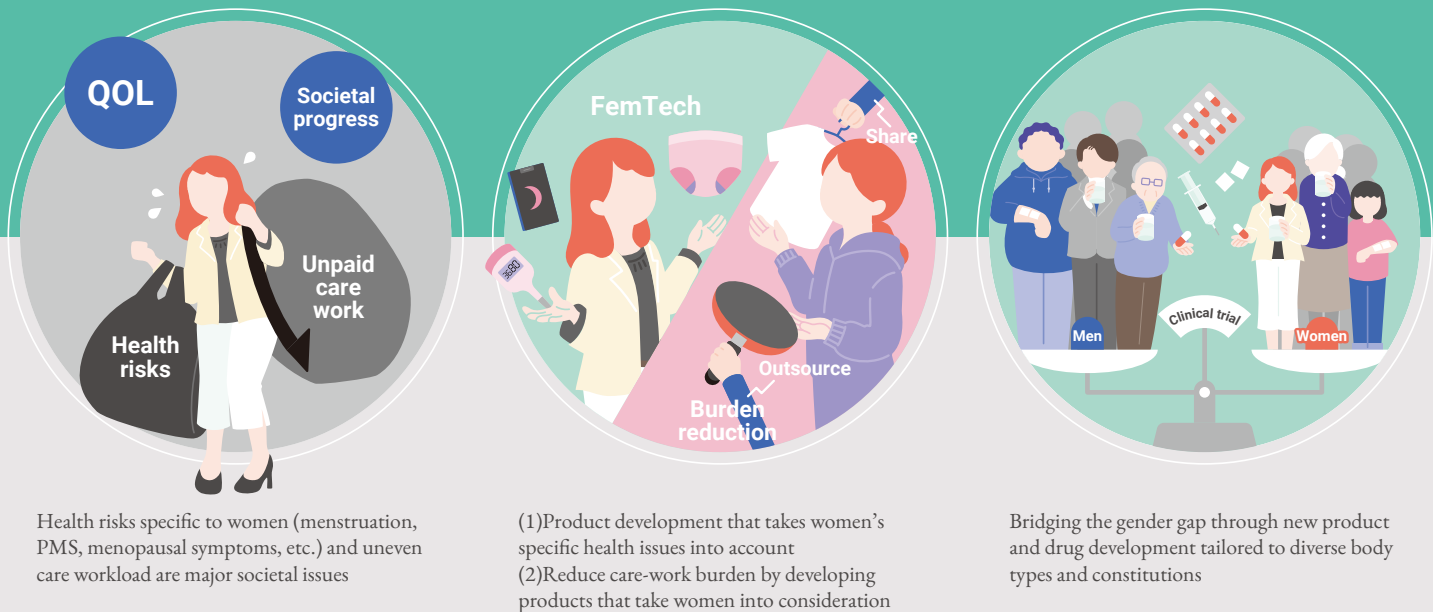 QOL
Societal
progress
Unpaid
care
work
Health
risks
FemTech
Share
3680
Outsource
Burden
reduction
Clinical trial
Men
Women
Health risks specific to women (menstruation,
PMS, menopausal symptoms, etc.) and uneven
care workload are major societal issues
(1)Product development that takes women’s
specific health issues into account
(2)Reduce care-work burden by developing
products that take women into consideration
Bridging the gender gap through new product
and drug development tailored to diverse body
types and constitutions